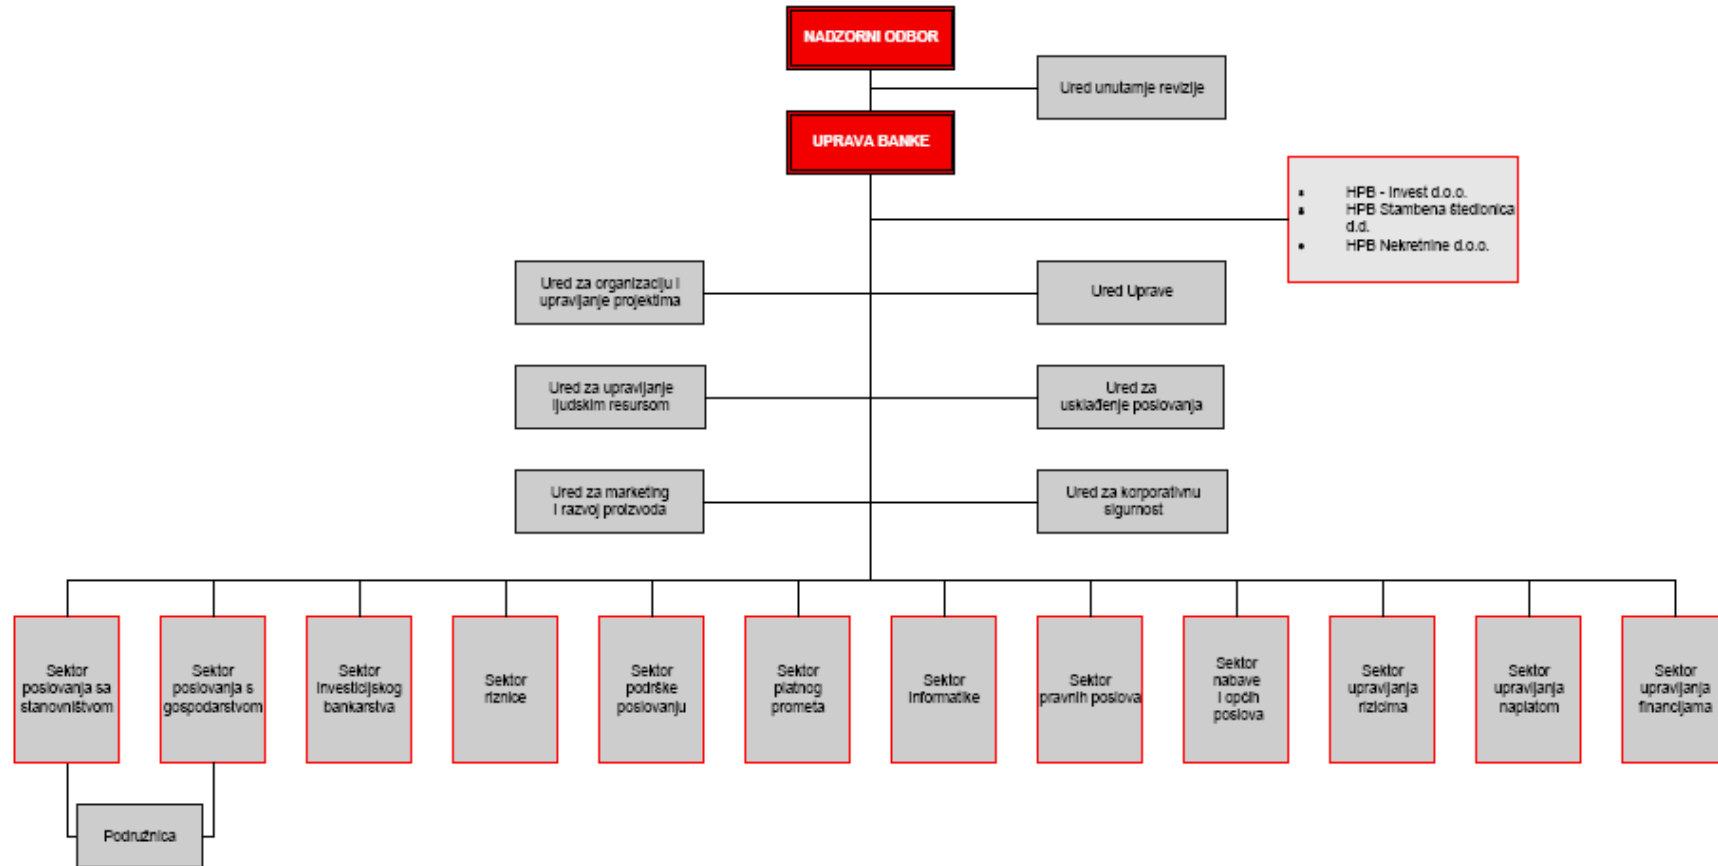 NADZORNI ODBOR
Ured unutarnje revizije
UPRAVA BANKE
• HPB - Invest d.o.o.
• HPB Stambena štedionica
d.d.
• HPB Nekretnine d.o.o.
Ured za organizaciju i
upravljanje projektima
Ured Uprave
Ured za upravljanje
ljudskim resursom
Ured za
usklađenje poslovanja
Ured za marketing
i razvoj proizvoda
Ured za korporativnu
sigurnost
Sektor
poslovanja sa
stanovništvom
Sektor
poslovanja s
gospodarstvom
Sektor
investicijskog
bankarstva
Sektor
riznice
Sektor
podrške
poslovanju
Sektor
platnog
prometa
Sektor
informatike
Sektor
pravnih poslova
Sektor
nabave
i općih
poslova
Sektor
upravljanja
rizicima
Sektor
upravljanja
naplatom
Sektor
upravljanja
financijama
Podružnica